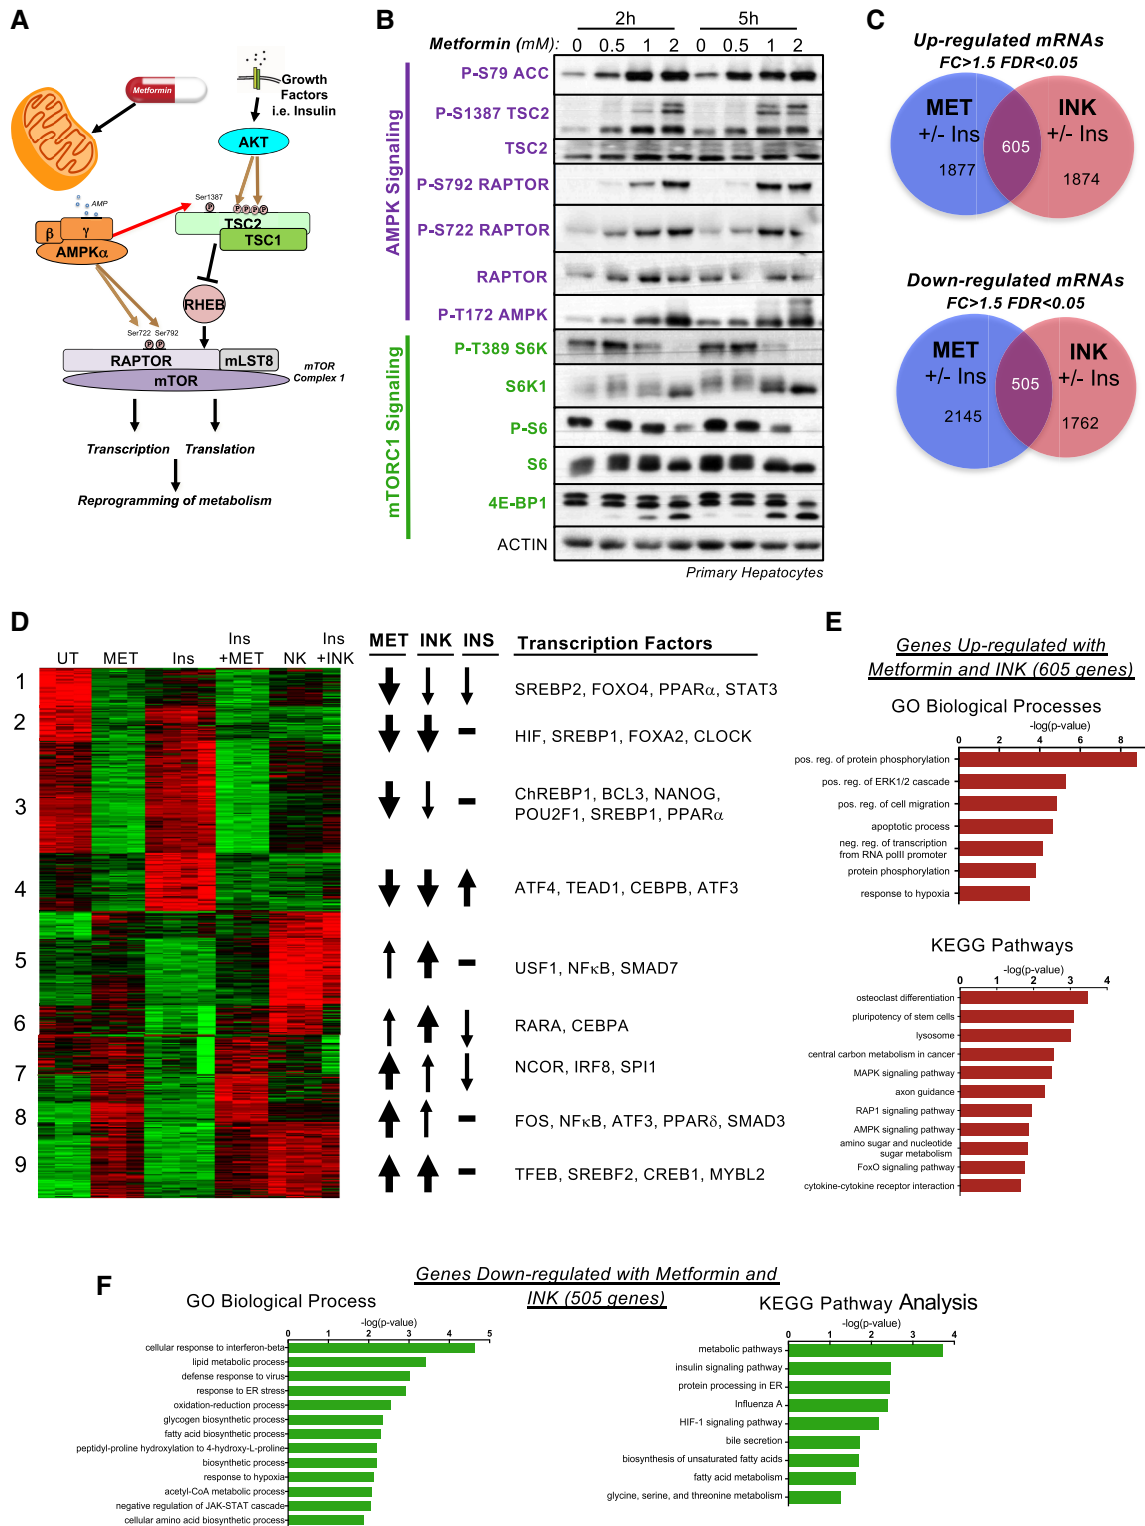 A
Metformin
Growth
Factors
i.e. Insulin
AKT
AMP
Ser1387
P
P P P P
β
γ
AMPKα
TSC2
TSC1
RHEB
Ser722 Ser792
P P
RAPTOR
mLST8
mTOR
mTOR
Complex 1
Transcription Translation
Reprogramming of metabolism
B
2h 5h
Metformin (mM): 0 0.5 1 2 0 0.5 1 2
AMPK Signaling
P-S79 ACC
P-S1387 TSC2
TSC2
P-S792 RAPTOR
P-S722 RAPTOR
RAPTOR
P-T172 AMPK
mTORC1 Signaling
P-T389 S6K
S6K1
P-S6
S6
4E-BP1
ACTIN
Primary Hepatocytes
C
Up-regulated mRNAs
FC>1.5 FDR<0.05
MET
+/- Ins
1877
605
INK
+/- Ins
1874
Down-regulated mRNAs
FC>1.5 FDR<0.05
MET
+/- Ins
2145
505
INK
+/- Ins
1762
D
UT MET Ins Ins +MET NK Ins +INK
MET INK INS Transcription Factors
1
SREBP2, FOXO4, PPARα, STAT3
2
HIF, SREBP1, FOXA2, CLOCK
3
ChREBP1, BCL3, NANOG,
POU2F1, SREBP1, PPARα
4
ATF4, TEAD1, CEBPB, ATF3
5
USF1, NFκB, SMAD7
6
RARA, CEBPA
7
NCOR, IRF8, SPI1
8
FOS, NFκB, ATF3, PPARδ, SMAD3
9
TFEB, SREBF2, CREB1, MYBL2
E
Genes Up-regulated with
Metformin and INK (605 genes)
GO Biological Processes
-log(p-value)
0 2 4 6 8
pos. reg. of protein phosphorylation
pos. reg. of ERK1/2 cascade
pos. reg. of cell migration
apoptotic process
neg. reg. of transcription
from RNA polII promoter
protein phosphorylation
response to hypoxia
KEGG Pathways
-log(p-value)
0 1 2 3 4
osteoclast differentiation
pluripotency of stem cells
lysosome
central carbon metabolism in cancer
MAPK signaling pathway
axon guidance
RAP1 signaling pathway
AMPK signaling pathway
amino sugar and nucleotide
sugar metabolism
FoxO signaling pathway
cytokine-cytokine receptor interaction
F
Genes Down-regulated with Metformin and
INK (505 genes)
GO Biological Process
-log(p-value)
0 1 2 3 4 5
cellular response to interferon-beta
lipid metabolic process
defense response to virus
response to ER stress
oxidation-reduction process
glycogen biosynthetic process
fatty acid biosynthetic process
peptidyl-proline hydroxylation to 4-hydroxy-L-proline
biosynthetic process
response to hypoxia
acetyl-CoA metabolic process
negative regulation of JAK-STAT cascade
cellular amino acid biosynthetic process
KEGG Pathway Analysis
-log(p-value)
0 1 2 3 4
metabolic pathways
insulin signaling pathway
protein processing in ER
Influenza A
HIF-1 signaling pathway
bile secretion
biosynthesis of unsaturated fatty acids
fatty acid metabolism
glycine, serine, and threonine metabolism